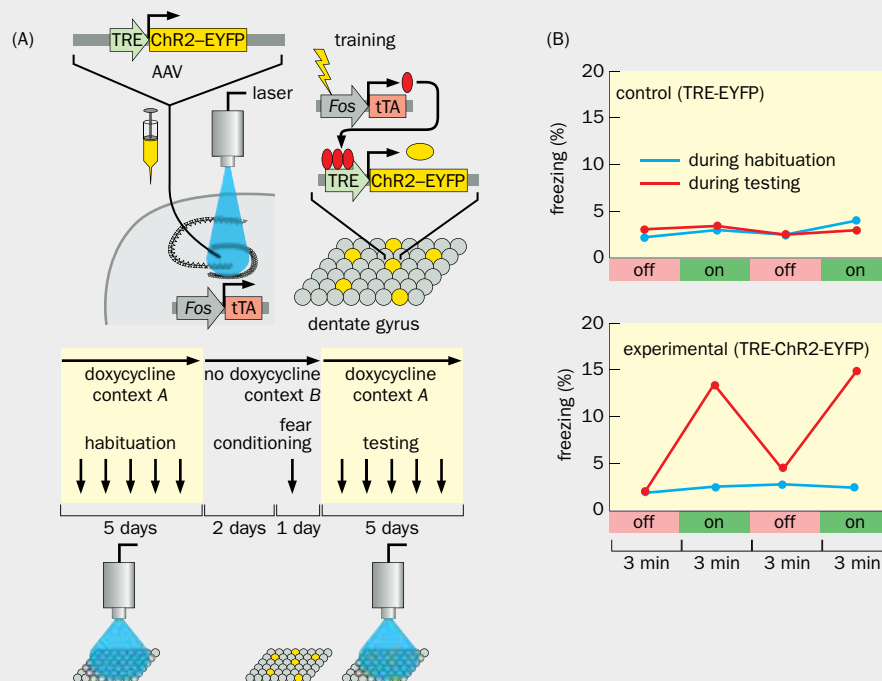 (A)
TRE ChR2–EYFP
AAV
laser
training
Fos tTA
TRE ChR2–EYFP
Fos tTA
dentate gyrus
doxycycline
context A
no doxycycline
context B
doxycycline
context A
habituation
fear
conditioning
testing
5 days
2 days
1 day
5 days
(B)
20
15
10
5
0
freezing (%)
control (TRE-EYFP)
during habituation
during testing
off on off on
20
15
10
5
0
freezing (%)
experimental (TRE-ChR2-EYFP)
off on off on
3 min 3 min 3 min 3 min